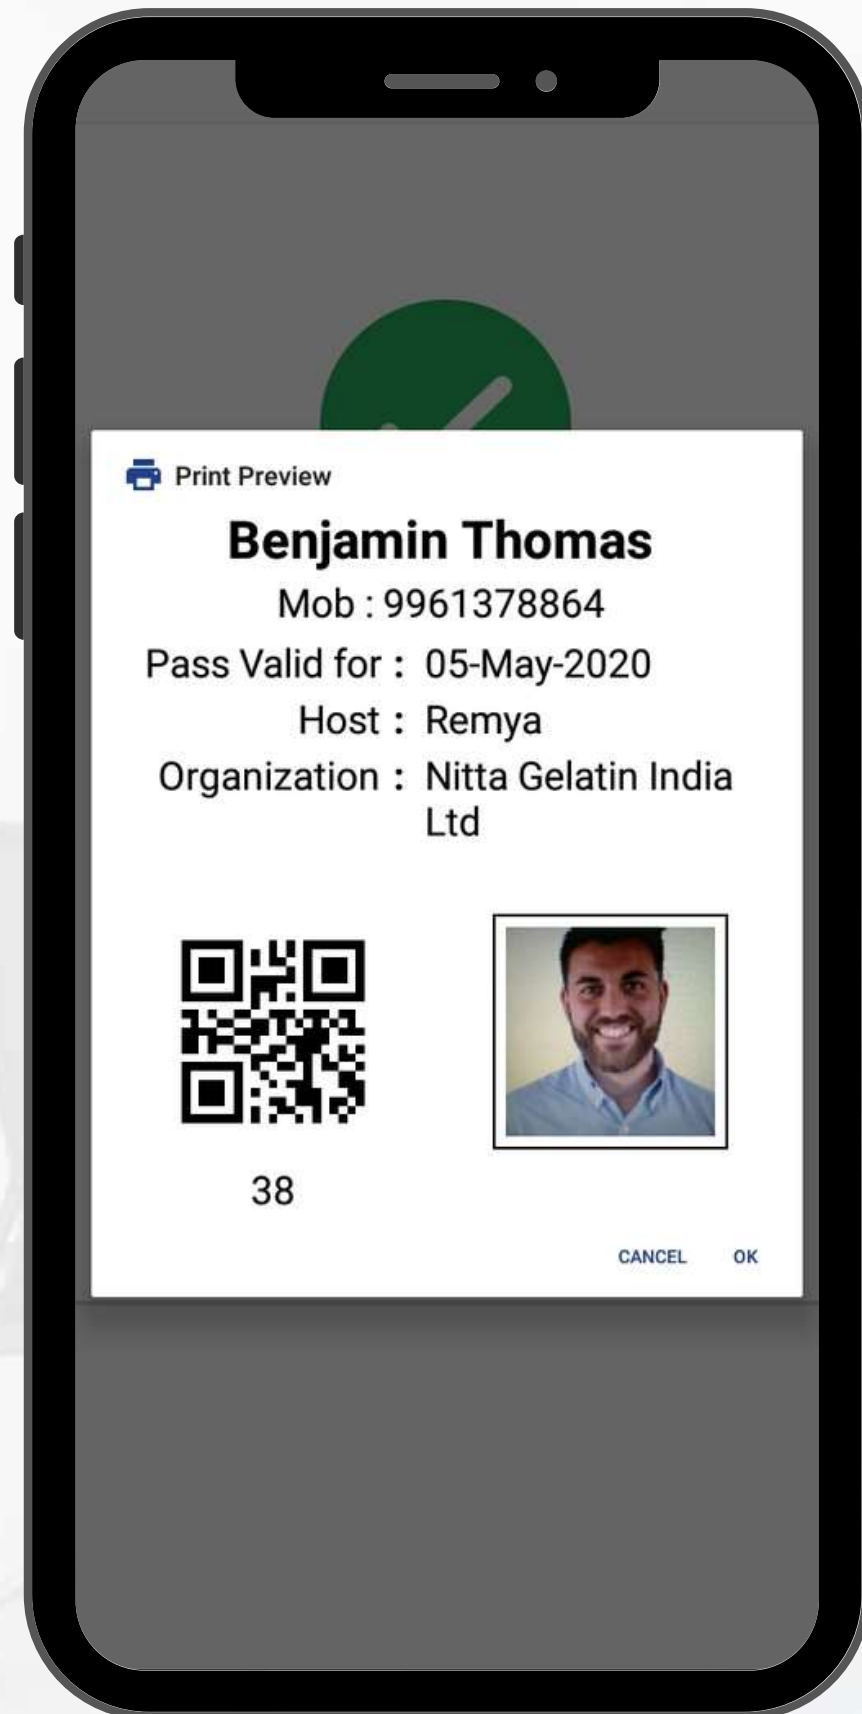 Print Preview
Benjamin Thomas
Mob : 9961378864
Pass Valid for : 05-May-2020
Host : Remya
Organization : Nitta Gelatin India
Ltd
38
CANCEL OK